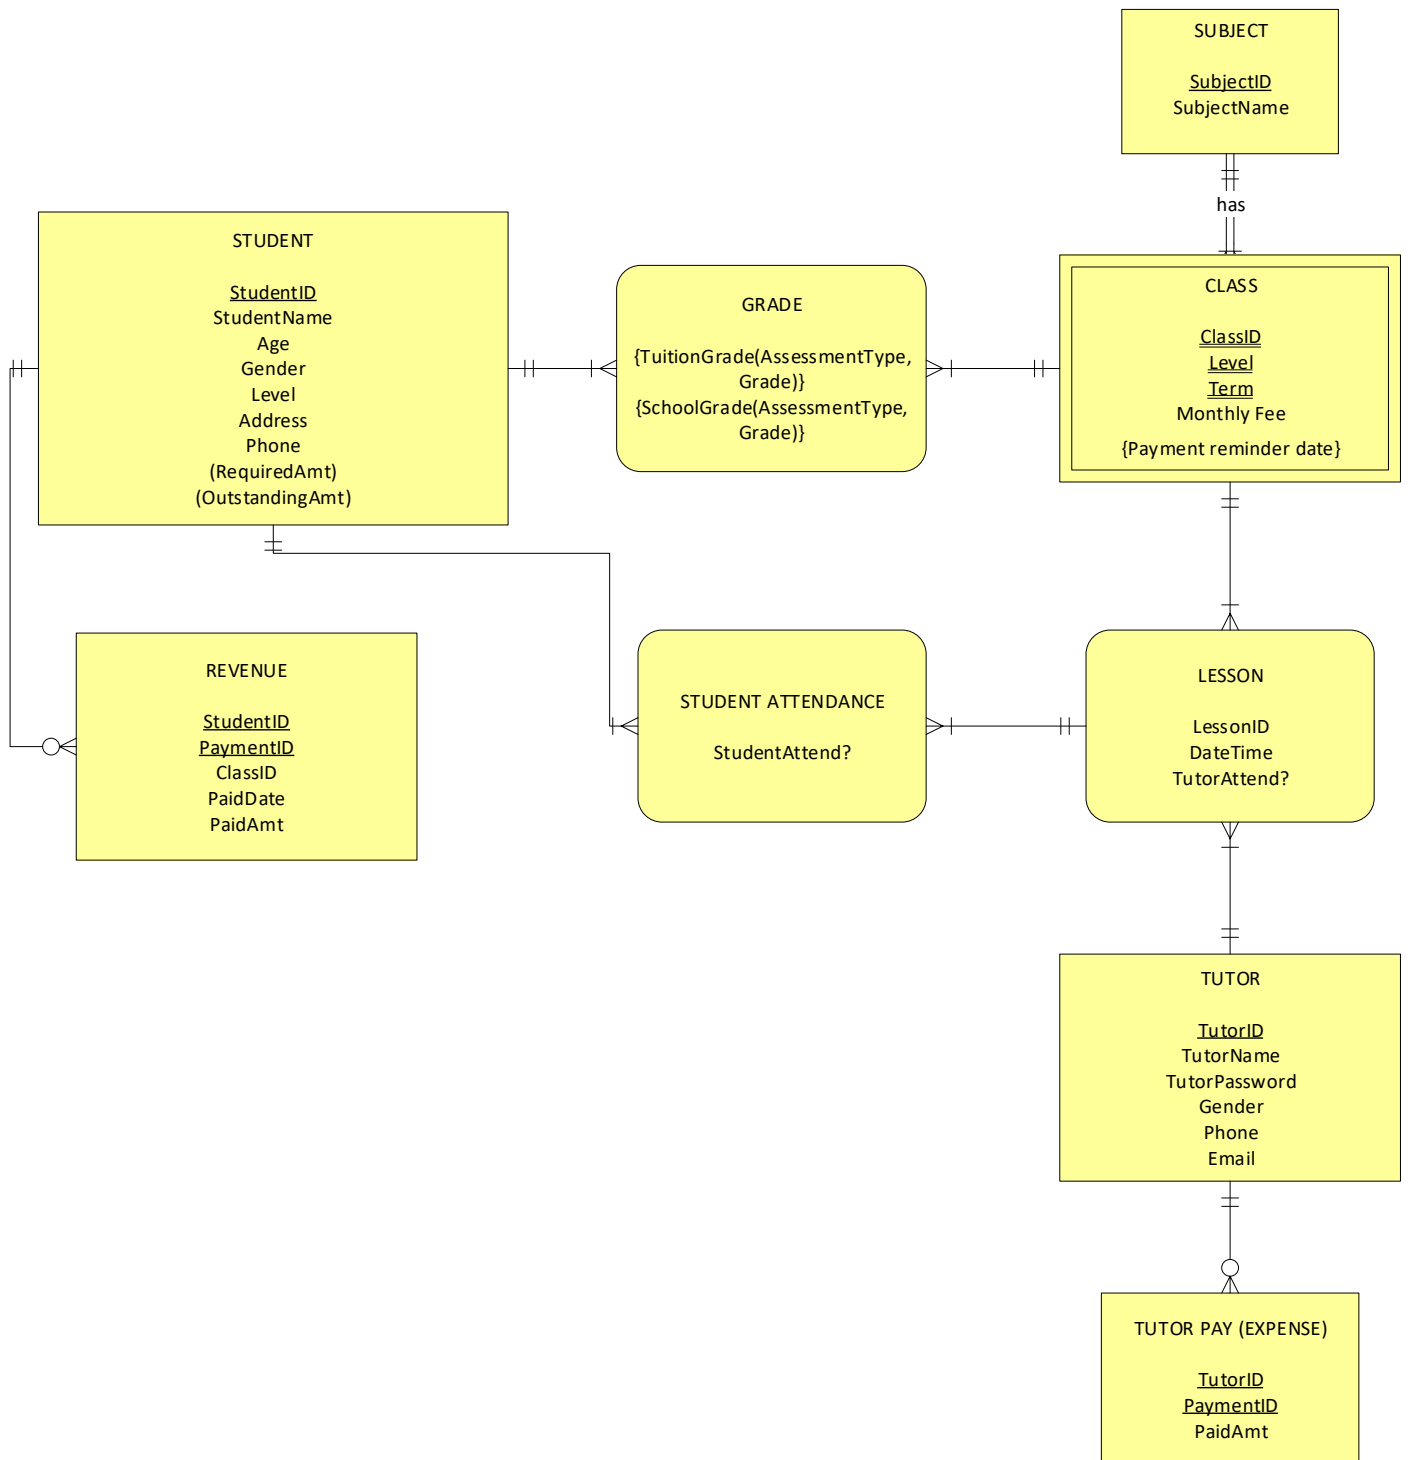 SUBJECT
SubjectID
SubjectName
has
STUDENT
StudentID
StudentName
Age
Gender
Level
Address
Phone
(RequiredAmt)
(OutstandingAmt)
GRADE
{TuitionGrade(AssessmentType,
Grade)}
{SchoolGrade(AssessmentType,
Grade)}
CLASS
ClassID
Level
Term
Monthly Fee
{Payment reminder date}
REVENUE
StudentID
PaymentID
ClassID
PaidDate
PaidAmt
STUDENT ATTENDANCE
StudentAttend?
LESSON
LessonID
DateTime
TutorAttend?
TUTOR
TutorID
TutorName
TutorPassword
Gender
Phone
Email
TUTOR PAY (EXPENSE)
TutorID
PaymentID
PaidAmt